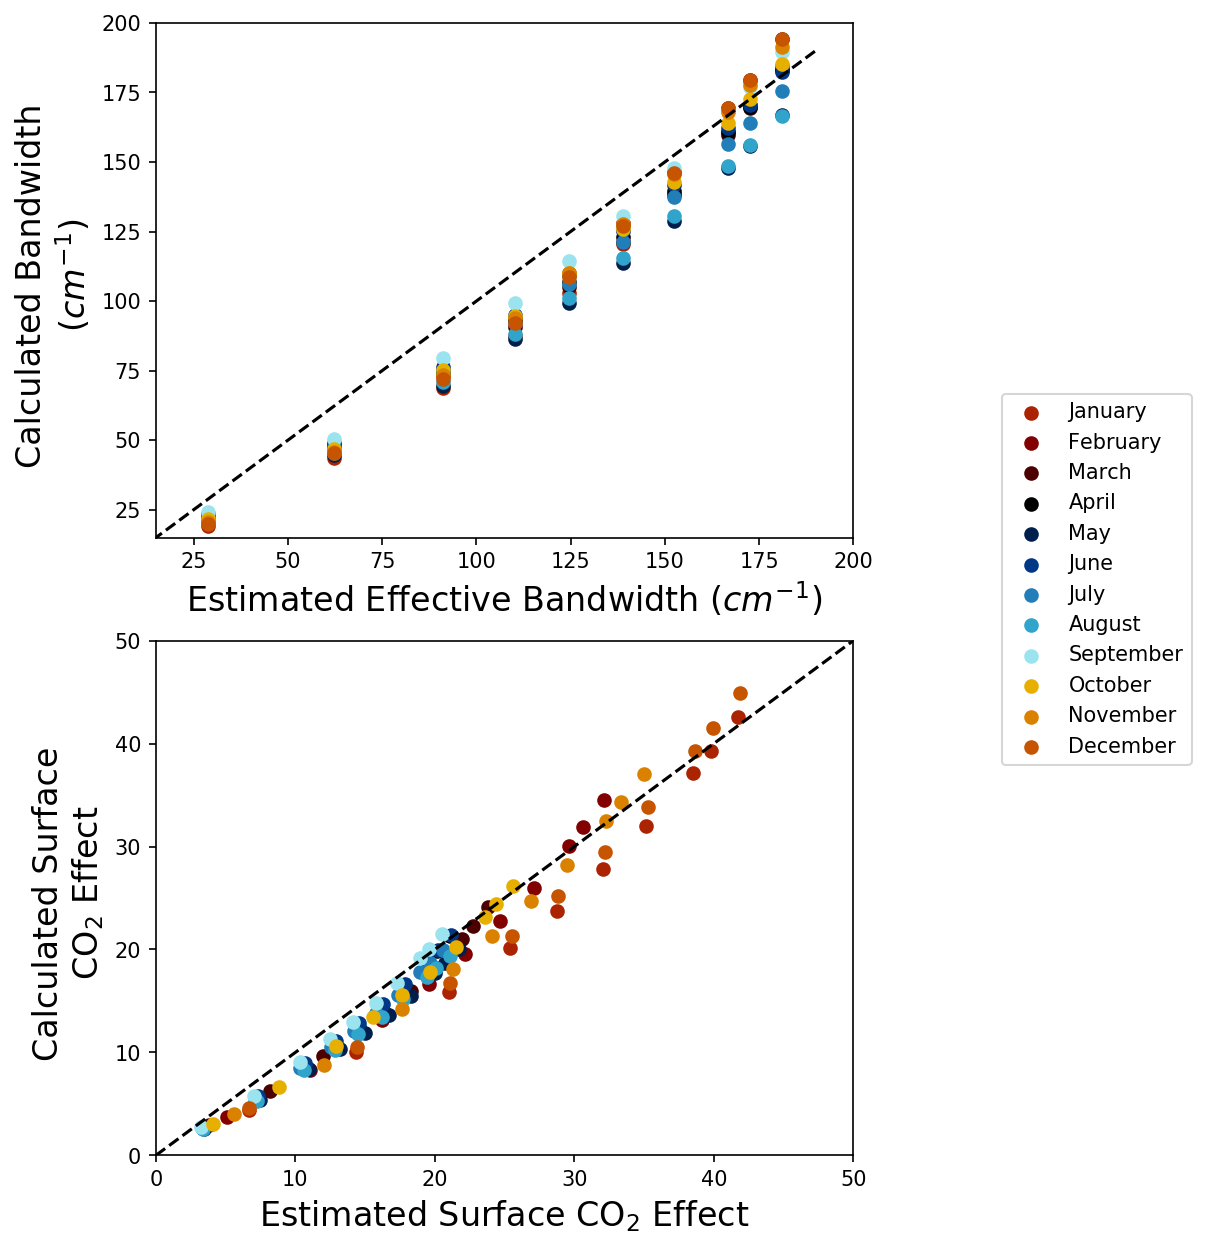 200
175
150
125
100
75
50
25
Calculated Bandwidth
(cm⁻¹)
25 50 75 100 125 150 175 200
Estimated Effective Bandwidth (cm⁻¹)
January
February
March
April
May
June
July
August
September
October
November
December
50
40
30
20
10
0
Calculated Surface
CO₂ Effect
0 10 20 30 40 50
Estimated Surface CO₂ Effect